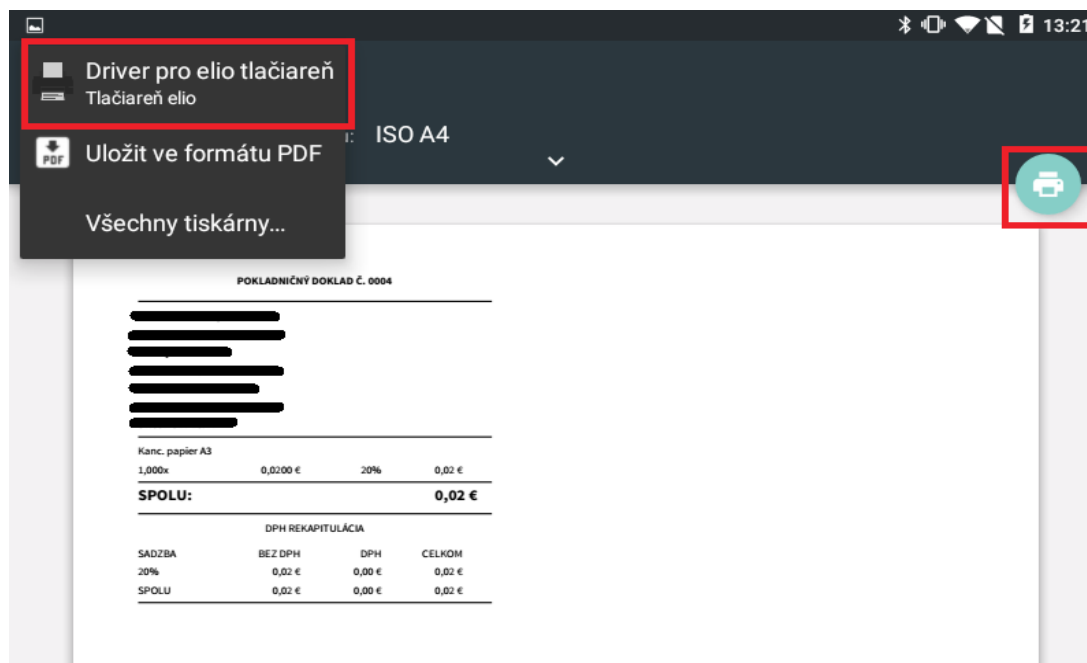 13:21
Driver pro elio tlačiareň
Tlačiareň elio
ISO A4
PDF
Uložit ve formátu PDF
Všechny tiskárny...
POKLADNIČNÝ DOKLAD Č. 0004
Kanc. papier A3
1,000x 0,0200 € 20% 0,02 €
SPOLU: 0,02 €
DPH REKAPITULÁCIA
SADZBA BEZ DPH DPH CELKOM
20% 0,02 € 0,00 € 0,02 €
SPOLU 0,02 € 0,00 € 0,02 €